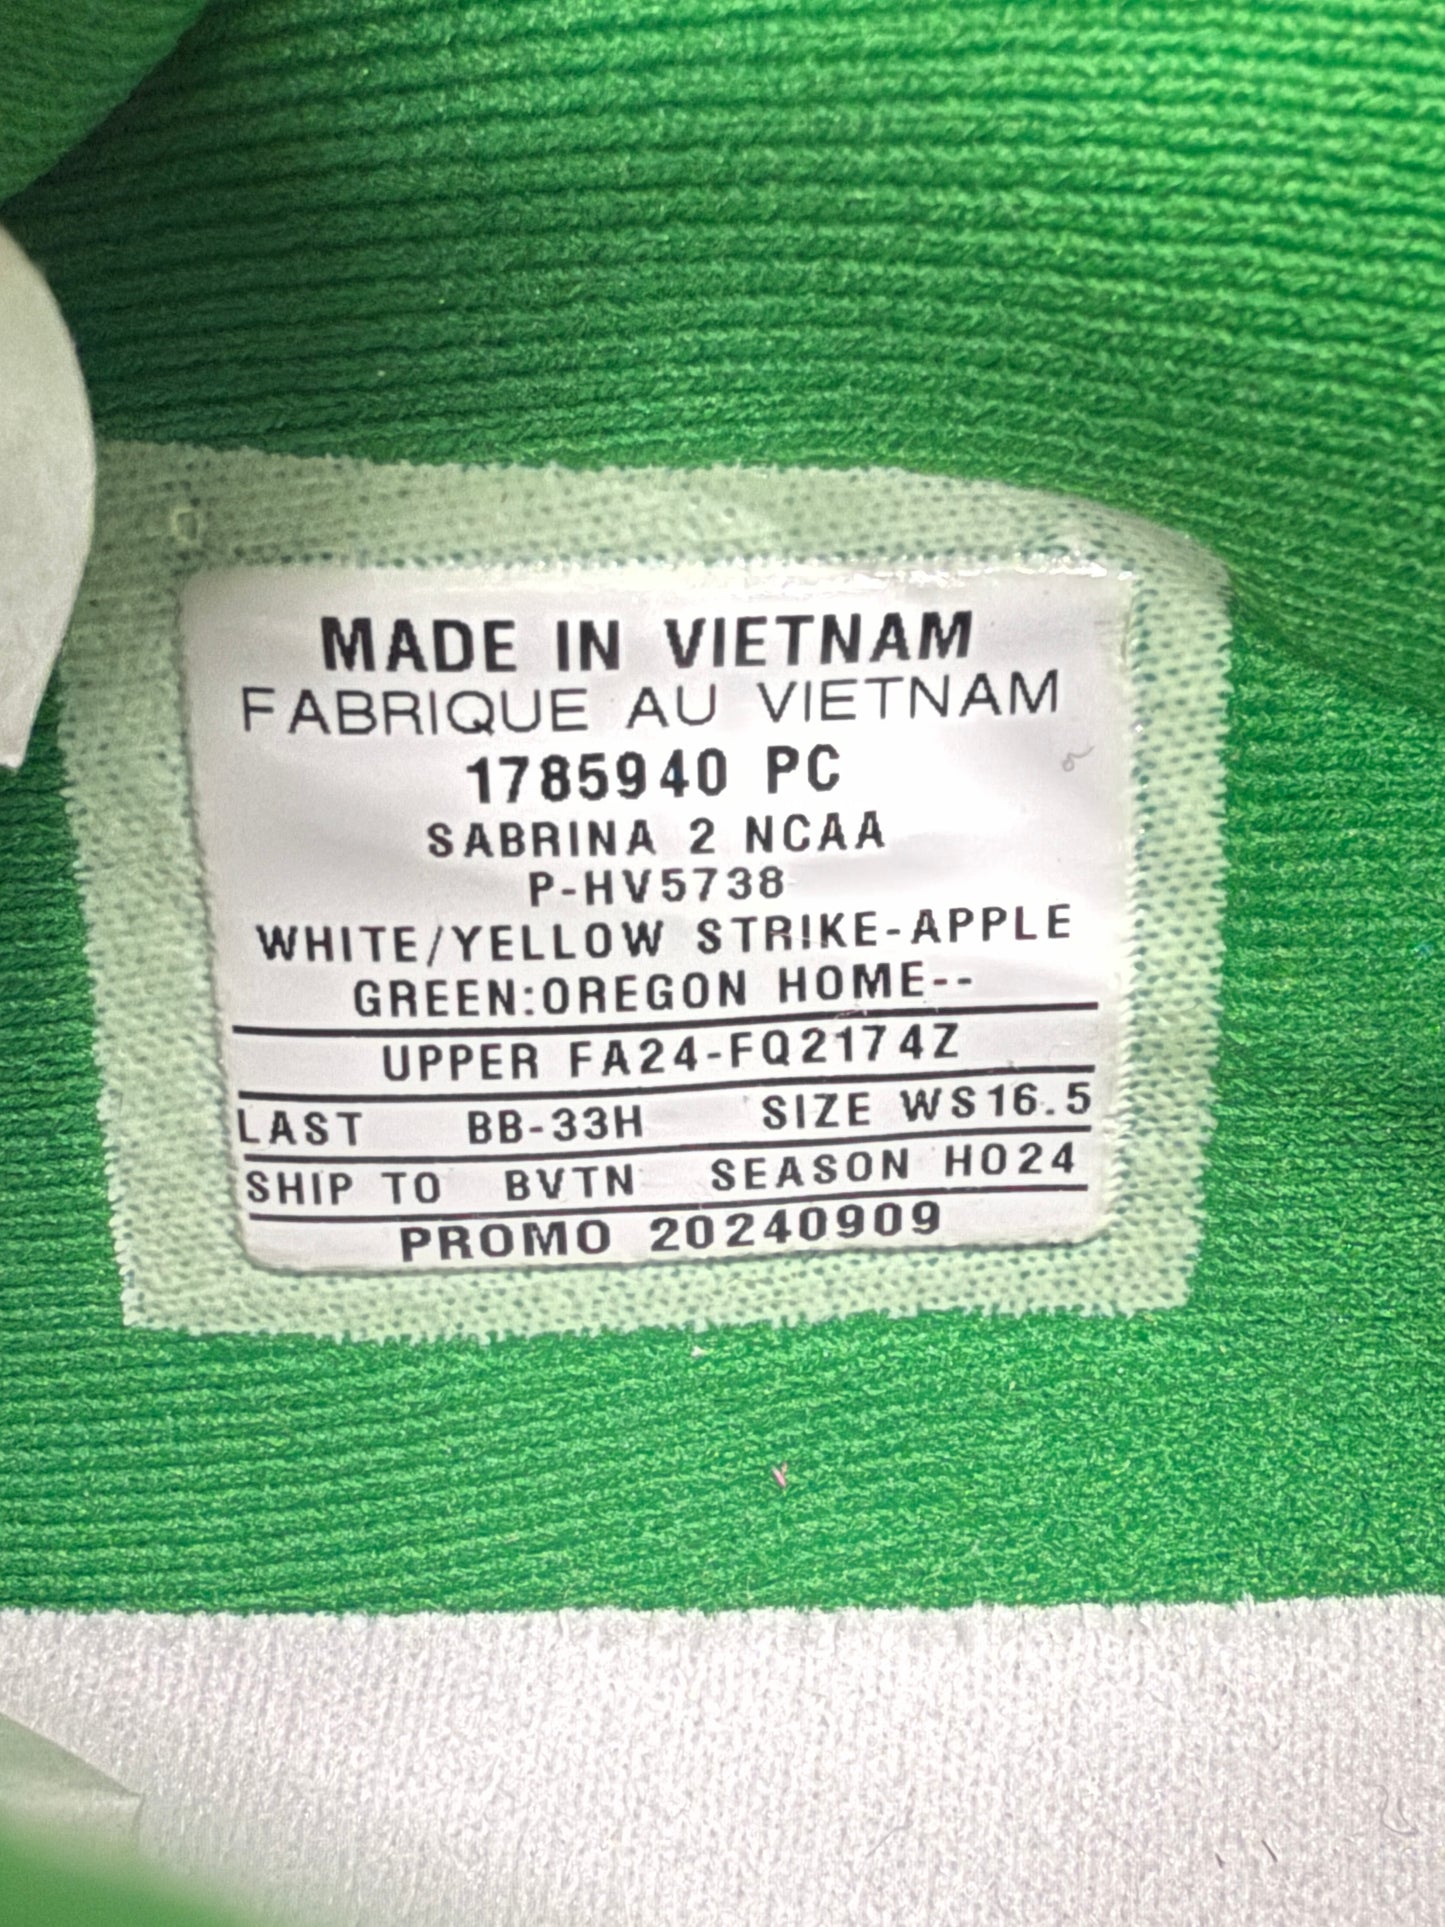 MADE IN VIETNAM
FABRIQUE AU VIETNAM
1785940 PC
SABRINA 2 NCAA
P-HV5738
WHITE/YELLOW STRIKE-APPLE
GREEN:OREGON HOME--
UPPER FA24-FQ2174Z
LAST BB-33H SIZE WS16.5
SHIP TO BVTN SEASON HO24
PROMO 20240909